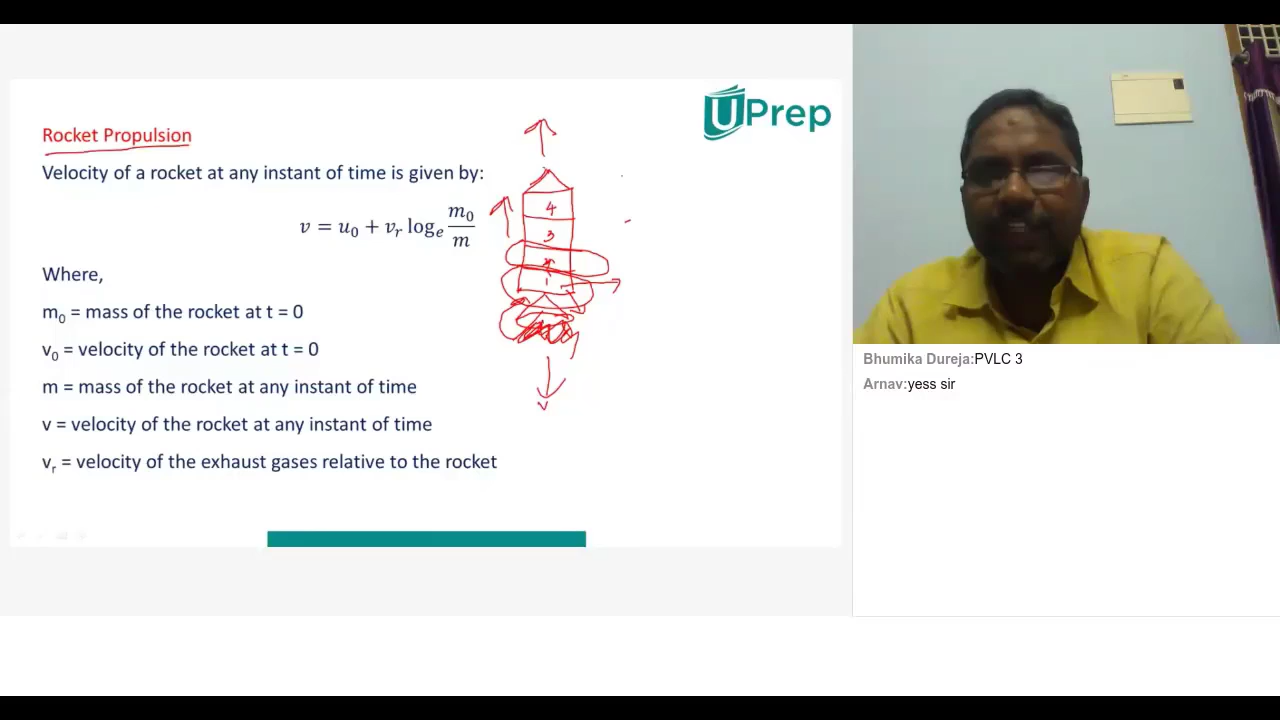 UPrep
Rocket Propulsion
Velocity of a rocket at any instant of time is given by:
v = u₀ + vᵣ logₑ m₀/m
Where,
m₀ = mass of the rocket at t = 0
v₀ = velocity of the rocket at t = 0
m = mass of the rocket at any instant of time
v = velocity of the rocket at any instant of time
vᵣ = velocity of the exhaust gases relative to the rocket
4
3
1
v
Bhumika Dureja:PVLC 3
Arnav:yess sir